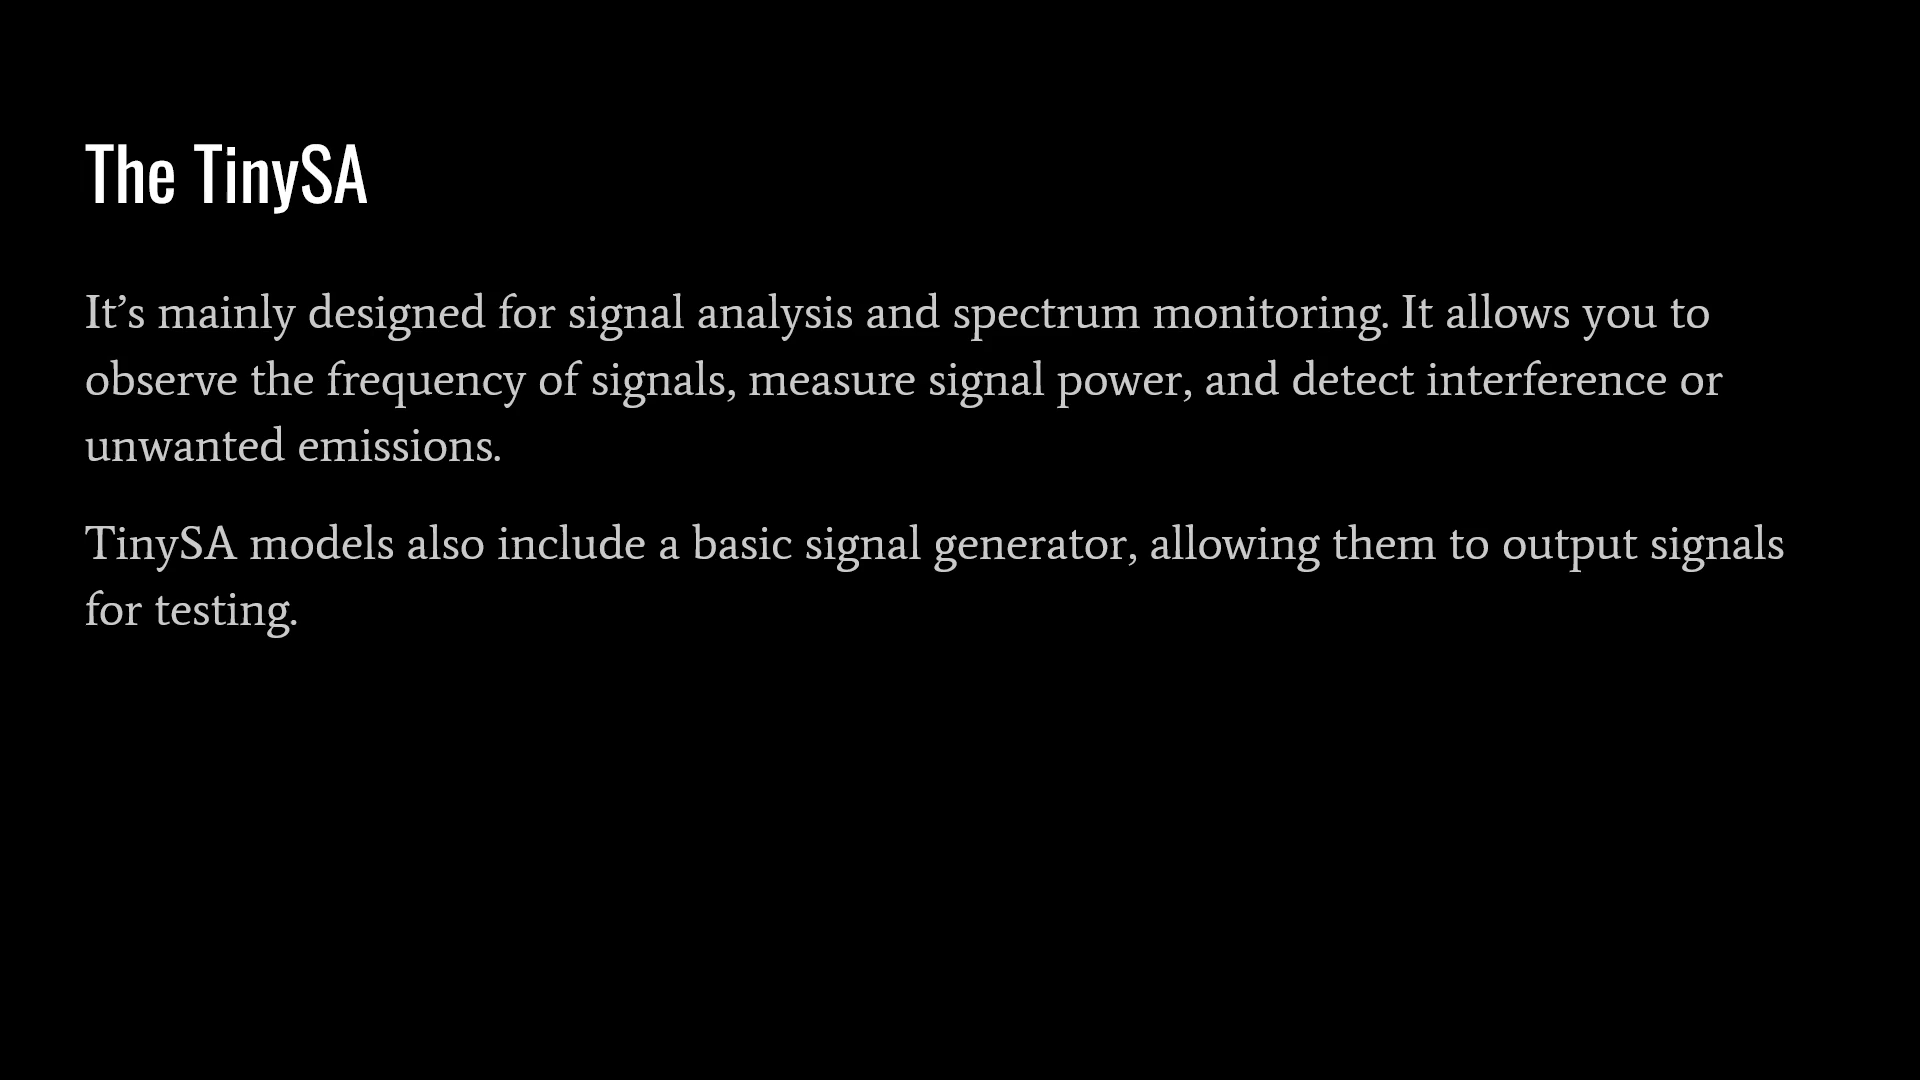 The TinySA
It’s mainly designed for signal analysis and spectrum monitoring. It allows you to
observe the frequency of signals, measure signal power, and detect interference or
unwanted emissions.
TinySA models also include a basic signal generator, allowing them to output signals
for testing.